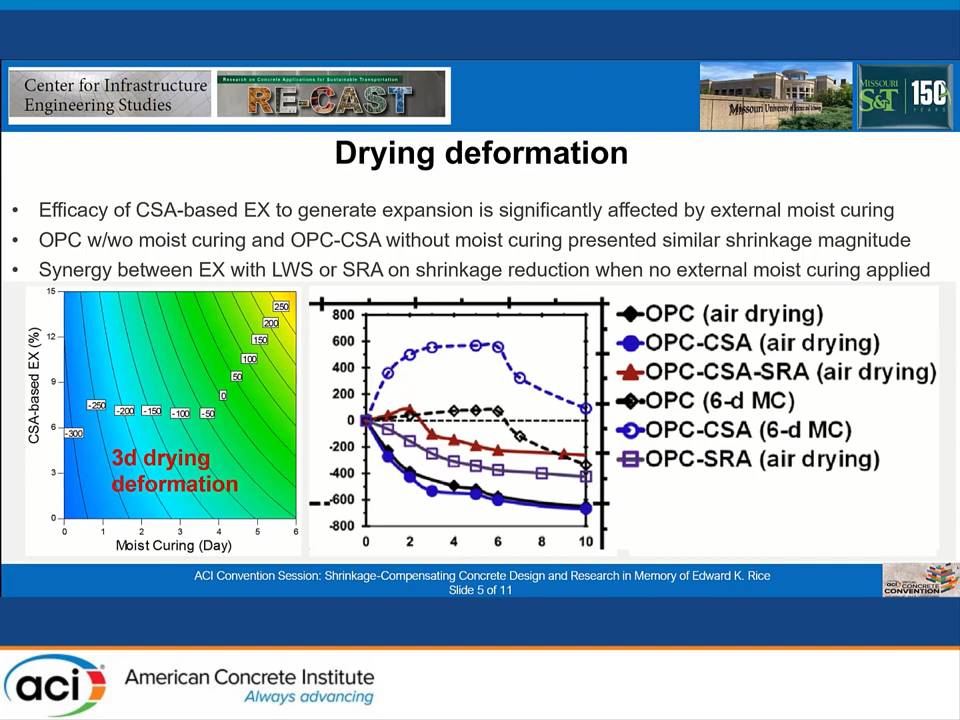 Center for Infrastructure
Engineering Studies
Research on Concrete Applications for Sustainable Transportation
RE-CAST
Missouri University of Science and Technology
MISSOURI
S&T
150
YEARS
Drying deformation
• Efficacy of CSA-based EX to generate expansion is significantly affected by external moist curing
• OPC w/wo moist curing and OPC-CSA without moist curing presented similar shrinkage magnitude
• Synergy between EX with LWS or SRA on shrinkage reduction when no external moist curing applied
CSA-based EX (%)
15
12
9
6
3
0
0 1 2 3 4 5 6
Moist Curing (Day)
250
200
150
100
50
0
-50
-100
-150
-200
-250
-300
3d drying
deformation
800
600
400
200
0
-200
-400
-600
-800
0 2 4 6 8 10
OPC (air drying)
OPC-CSA (air drying)
OPC-CSA-SRA (air drying)
OPC (6-d MC)
OPC-CSA (6-d MC)
OPC-SRA (air drying)
ACI Convention Session: Shrinkage-Compensating Concrete Design and Research in Memory of Edward K. Rice
Slide 5 of 11
aci
CONCRETE
CONVENTION
aci
American Concrete Institute
Always advancing